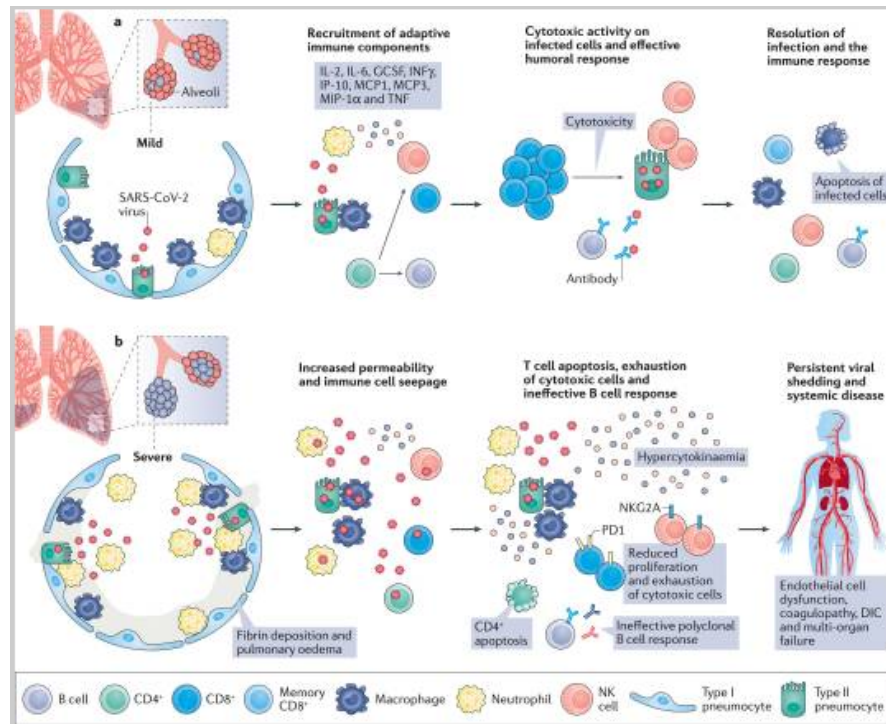 a
Alveoli
Mild
SARS-CoV-2
virus
Recruitment of adaptive
immune components
IL-2, IL-6, GCSF, INFγ,
IP-10, MCP1, MCP3,
MIP-1α and TNF
Cytotoxic activity on
infected cells and effective
humoral response
Cytotoxicity
Antibody
Resolution of
infection and the
immune response
Apoptosis of
infected cells
b
Severe
Fibrin deposition and
pulmonary oedema
Increased permeability
and immune cell seepage
T cell apoptosis, exhaustion
of cytotoxic cells and
ineffective B cell response
Hypercytokinaemia
NKG2A
PD1
Reduced
proliferation
and exhaustion
of cytotoxic cells
CD4⁺
apoptosis
Ineffective polyclonal
B cell response
Persistent viral
shedding and
systemic disease
Endothelial cell
dysfunction,
coagulopathy, DIC
and multi-organ
failure
B cell
CD4⁺
CD8⁺
Memory
CD8⁺
Macrophage
Neutrophil
NK
cell
Type I
pneumocyte
Type II
pneumocyte